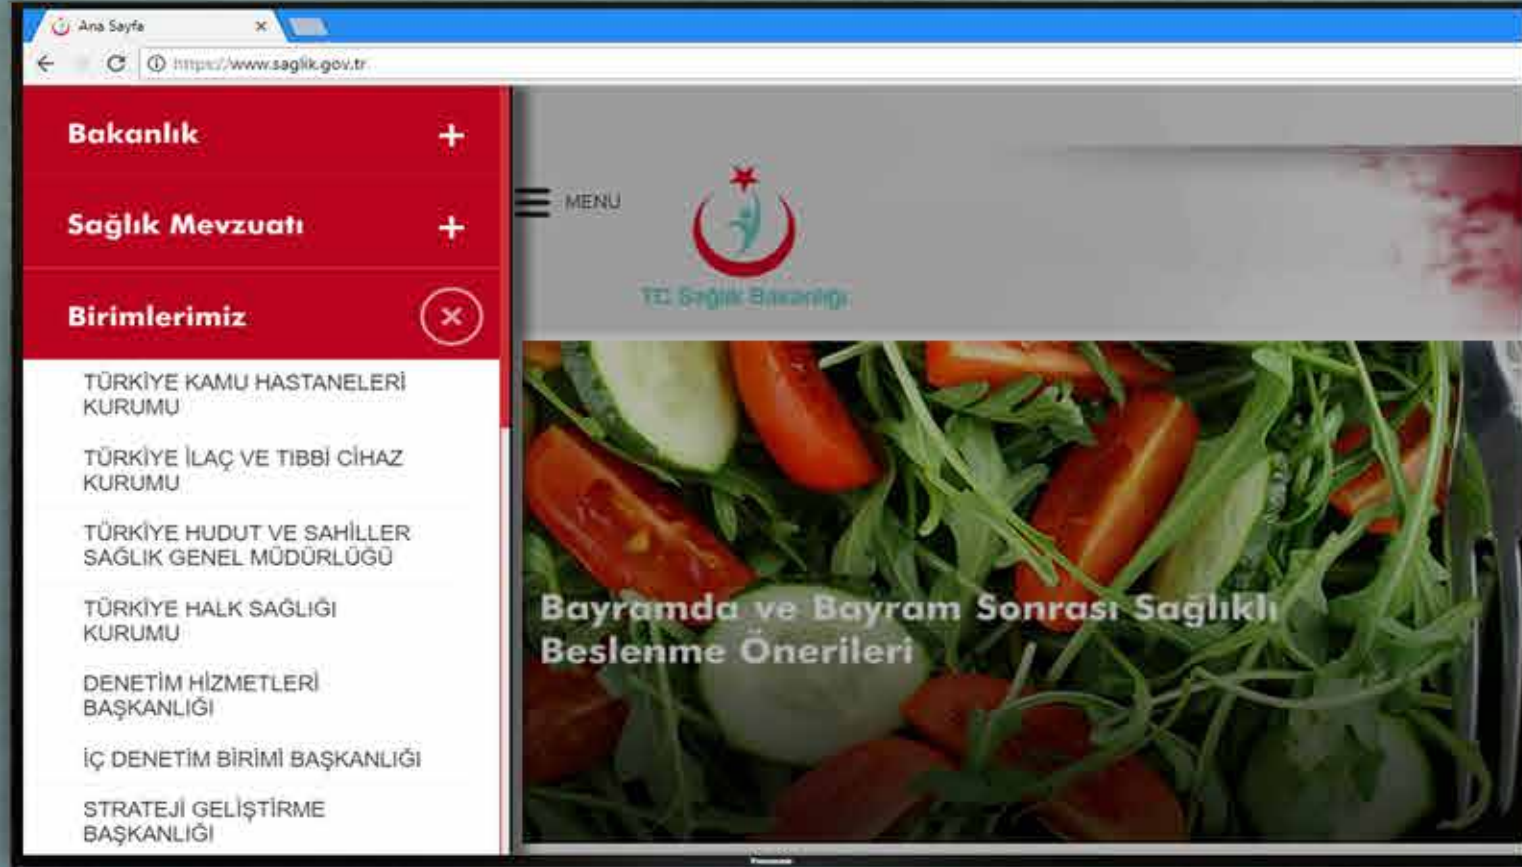 Ana Sayfa
https://www.saglik.gov.tr
Bakanlık
Sağlık Mevzuatı
Birimlerimiz
TÜRKİYE KAMU HASTANELERİ
KURUMU
TÜRKİYE İLAÇ VE TIBBİ CİHAZ
KURUMU
TÜRKİYE HUDUT VE SAHİLLER
SAĞLIK GENEL MÜDÜRLÜĞÜ
TÜRKİYE HALK SAĞLIĞI
KURUMU
DENETİM HİZMETLERİ
BAŞKANLIĞI
İÇ DENETİM BİRİMİ BAŞKANLIĞI
STRATEJİ GELİŞTİRME
BAŞKANLIĞI
MENU
TC Sağlık Bakanlığı
Bayramda ve Bayram Sonrası Sağlıklı
Beslenme Önerileri